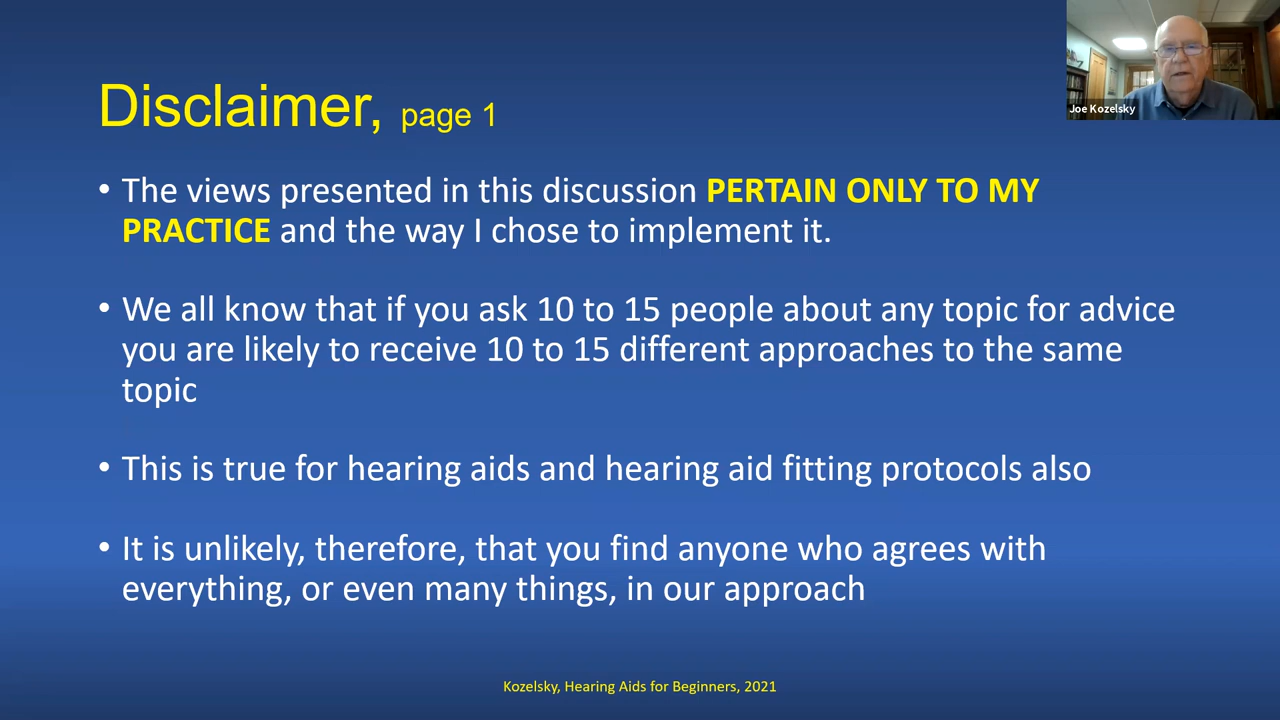 Disclaimer, page 1
Joe Kozelsky
• The views presented in this discussion PERTAIN ONLY TO MY
PRACTICE and the way I chose to implement it.
• We all know that if you ask 10 to 15 people about any topic for advice
you are likely to receive 10 to 15 different approaches to the same
topic
• This is true for hearing aids and hearing aid fitting protocols also
• It is unlikely, therefore, that you find anyone who agrees with
everything, or even many things, in our approach
Kozelsky, Hearing Aids for Beginners, 2021